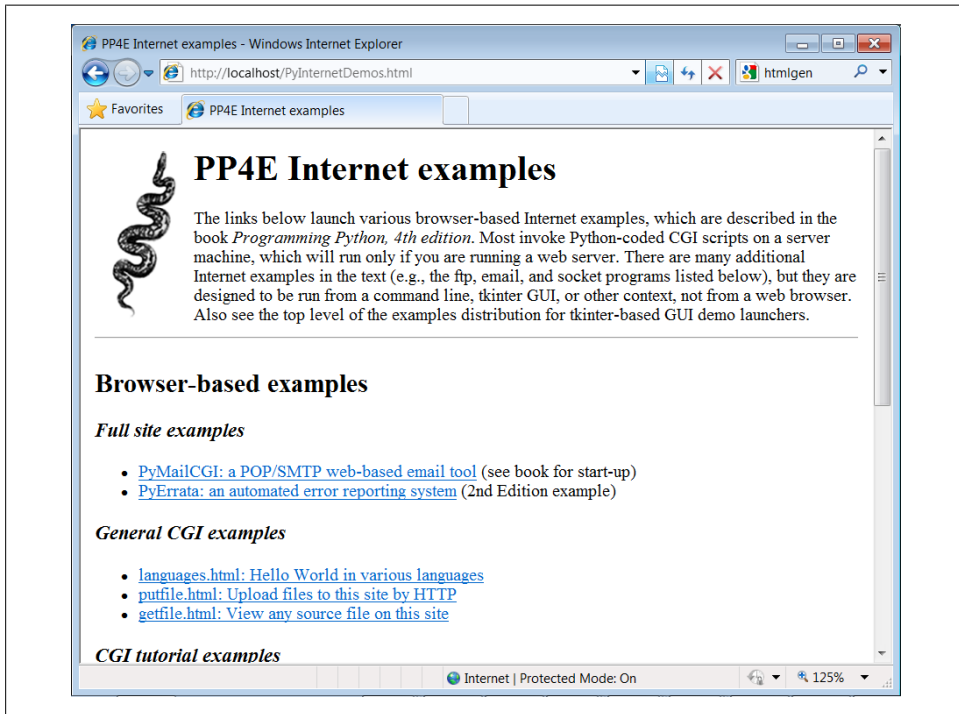 PP4E Internet examples - Windows Internet Explorer
http://localhost/PyInternetDemos.html
htmlgen
Favorites
PP4E Internet examples
PP4E Internet examples
The links below launch various browser-based Internet examples, which are described in the
book Programming Python, 4th edition. Most invoke Python-coded CGI scripts on a server
machine, which will run only if you are running a web server. There are many additional
Internet examples in the text (e.g., the ftp, email, and socket programs listed below), but they are
designed to be run from a command line, tkinter GUI, or other context, not from a web browser.
Also see the top level of the examples distribution for tkinter-based GUI demo launchers.
Browser-based examples
Full site examples
• PyMailCGI: a POP/SMTP web-based email tool (see book for start-up)
• PyErrata: an automated error reporting system (2nd Edition example)
General CGI examples
• languages.html: Hello World in various languages
• putfile.html: Upload files to this site by HTTP
• getfile.html: View any source file on this site
CGI tutorial examples
Internet | Protected Mode: On
125%